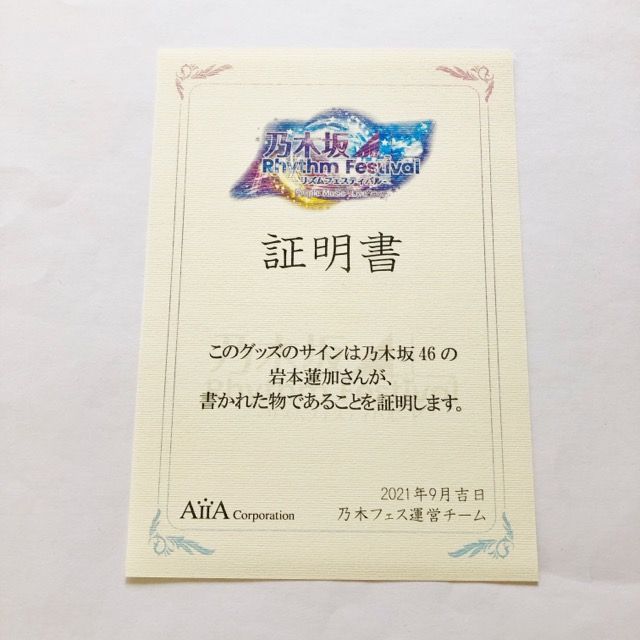 乃木坂46
Rhythm Festival
-リズムフェスティバル-
証明書
このグッズのサインは乃木坂46の
岩本蓮加さんが、
書かれた物であることを証明します。
2021年9月吉日
AiiA Corporation
乃木フェス運営チーム